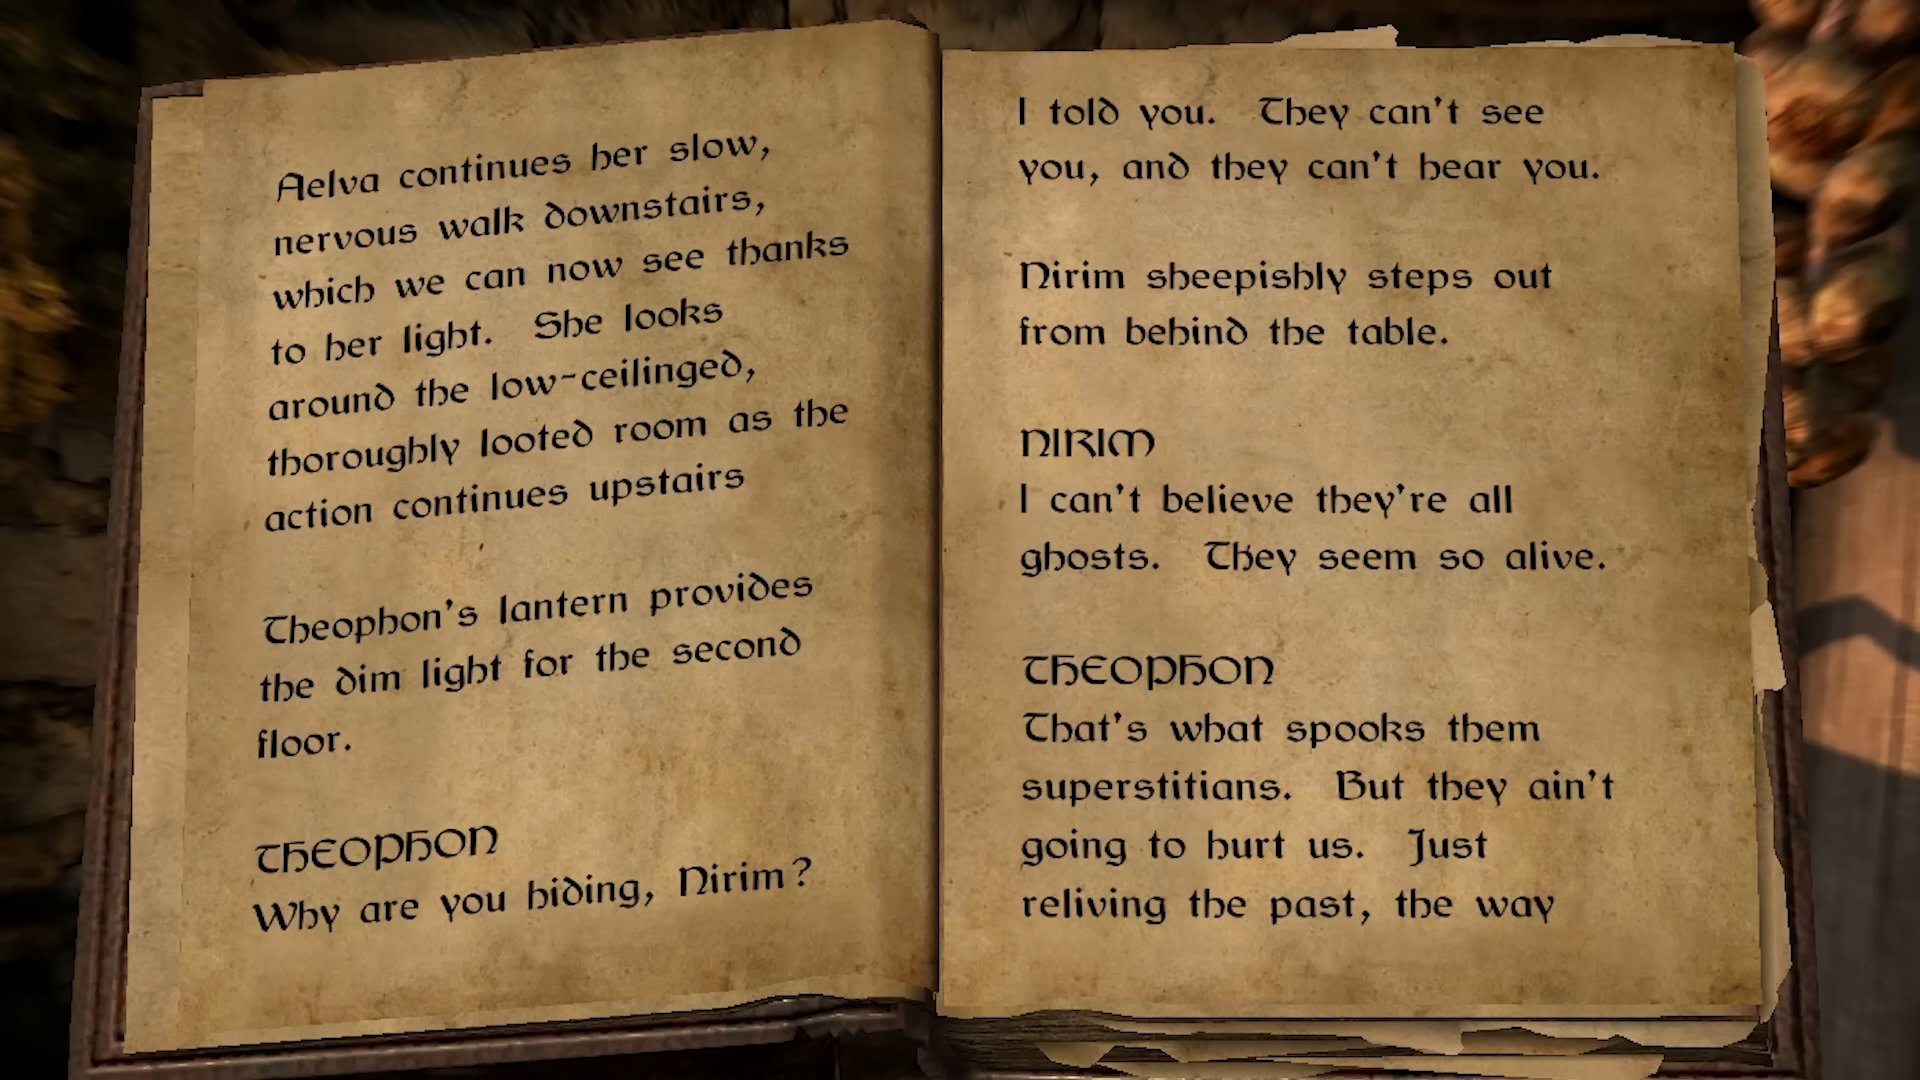 Aelva continues her slow,
nervous walk downstairs,
which we can now see thanks
to her light. She looks
around the low-ceilinged,
thoroughly looted room as the
action continues upstairs
Theophon's lantern provides
the dim light for the second
floor.
THEOPHON
Why are you hiding, Nirim?
I told you. They can't see
you, and they can't hear you.
Nirim sheepishly steps out
from behind the table.
NIRIM
I can't believe they're all
ghosts. They seem so alive.
THEOPHON
That's what spooks them
superstitians. But they ain't
going to hurt us. Just
reliving the past, the way